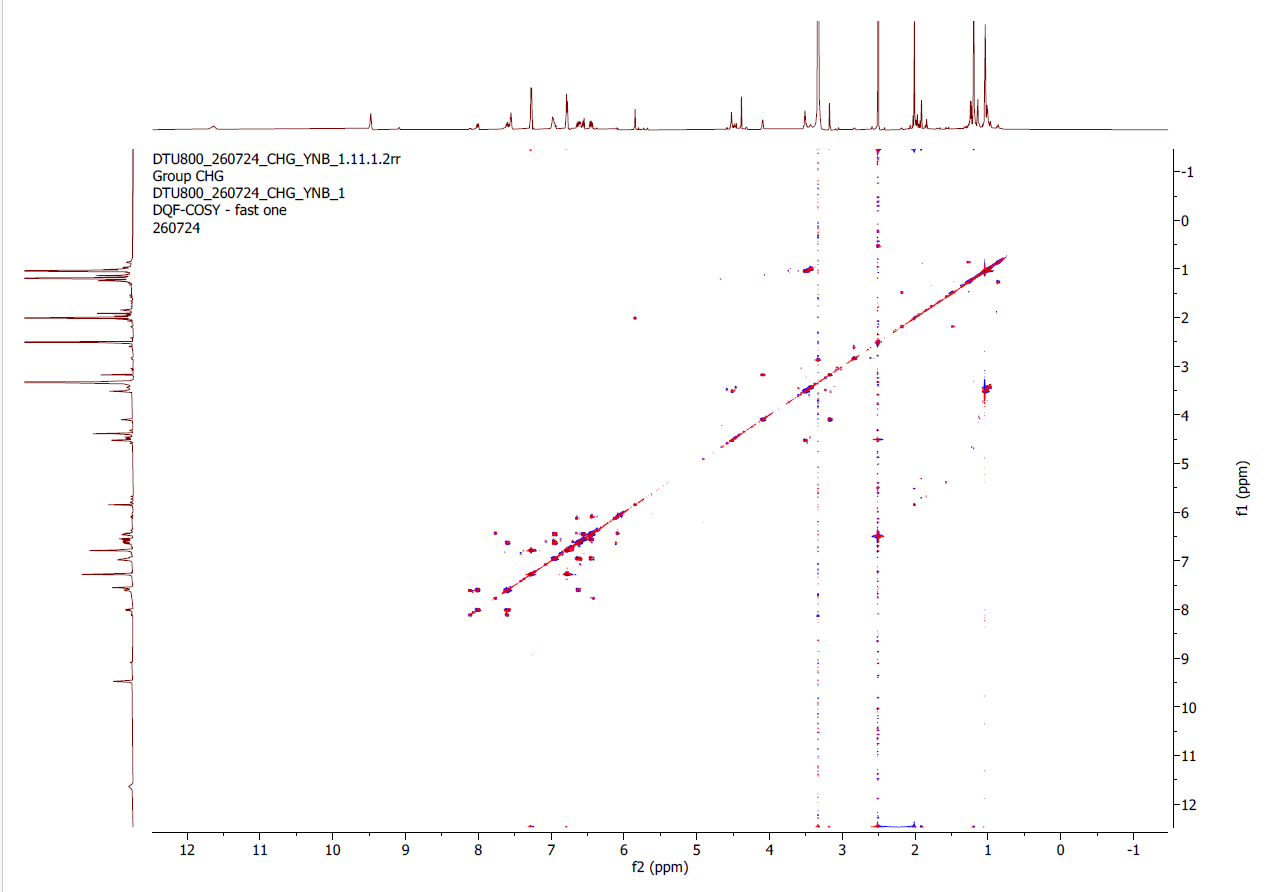 DTU800_260724_CHG_YNB_1.11.1.2rr
Group CHG
DTU800_260724_CHG_YNB_1
DQF-COSY - fast one
260724
-1
0
1
2
3
4
5
6
7
8
9
10
11
12
f1 (ppm)
12 11 10 9 8 7 6 5 4 3 2 1 0 -1
f2 (ppm)